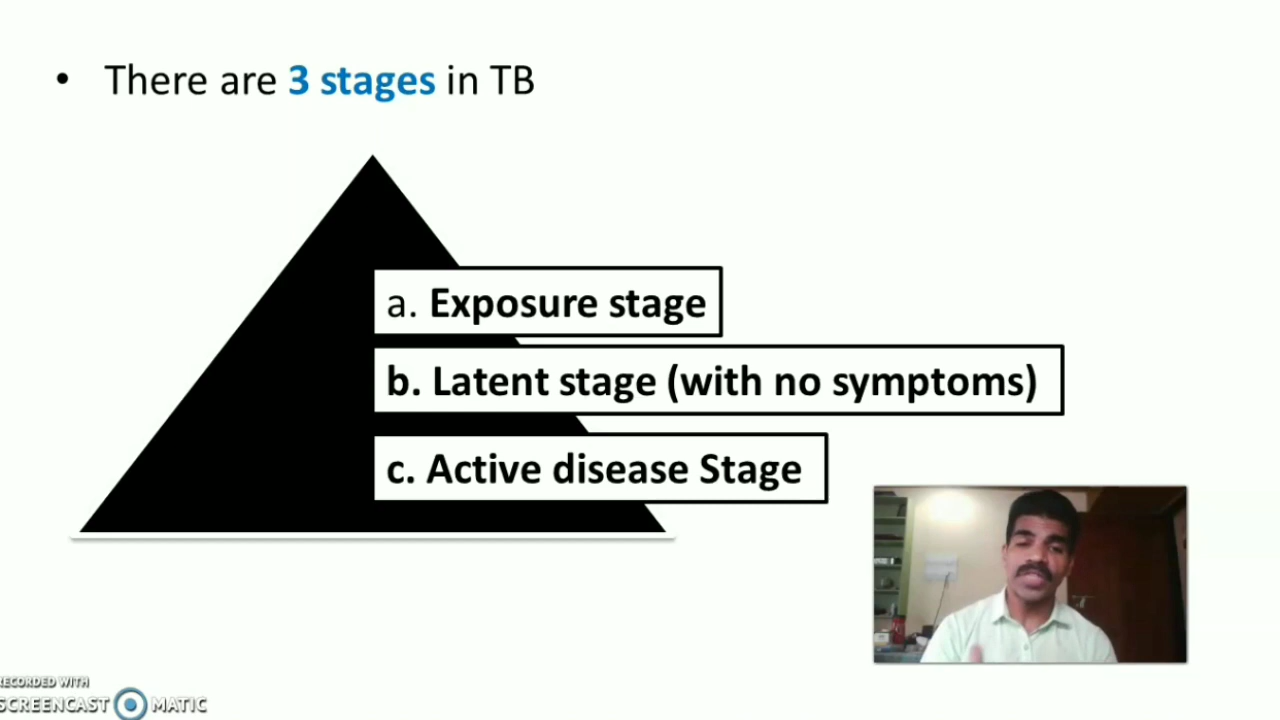 • There are 3 stages in TB
a. Exposure stage
b. Latent stage (with no symptoms)
c. Active disease Stage
RECORDED WITH
SCREENCAST MATIC